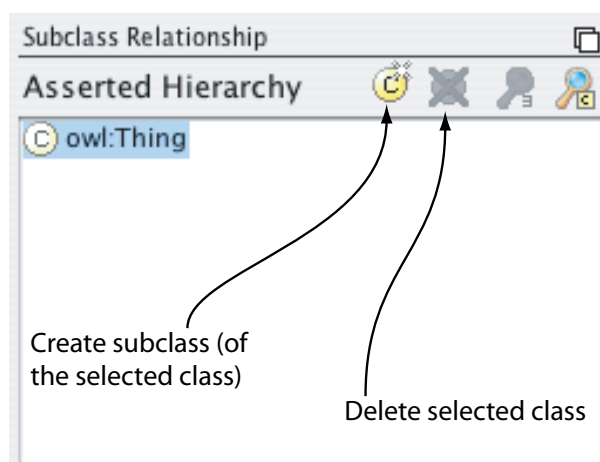 Subclass Relationship
Asserted Hierarchy
C
C
C owl:Thing
Create subclass (of
the selected class)
Delete selected class